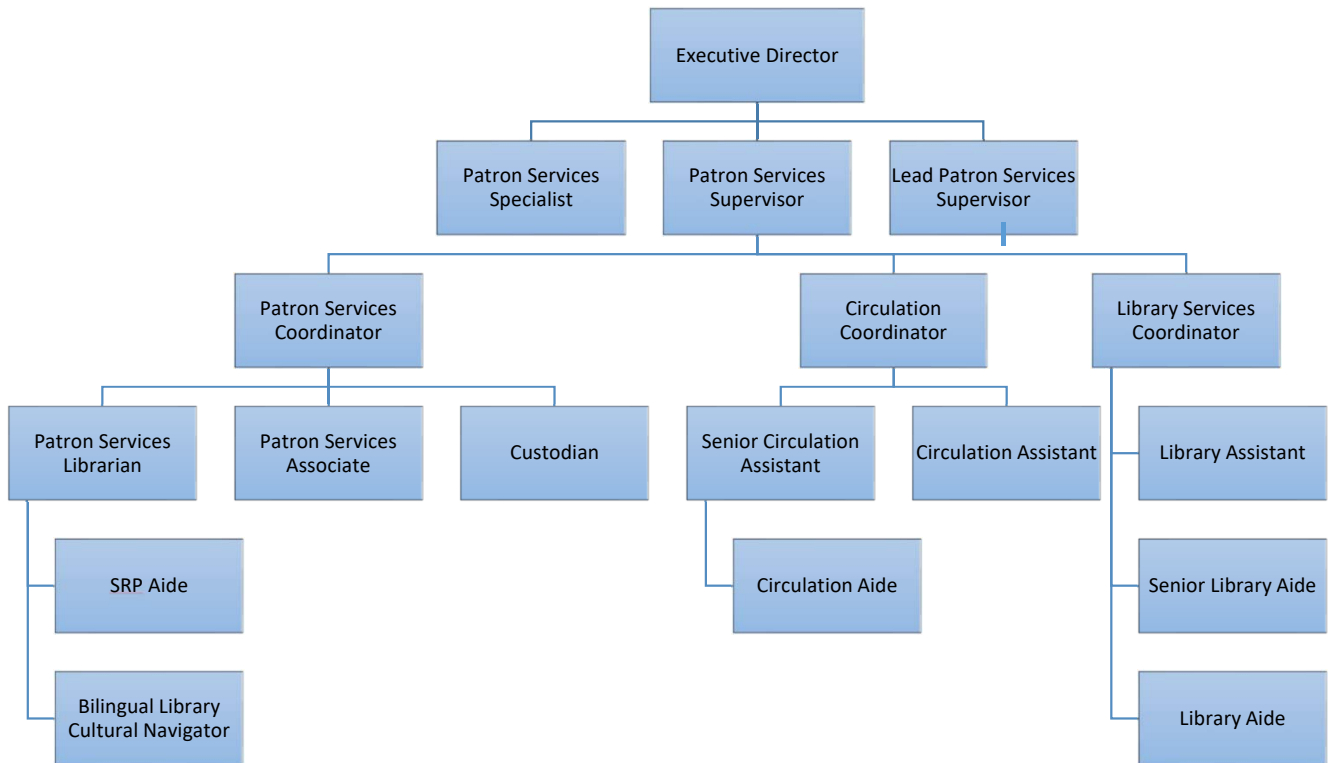 Executive Director
Patron Services
Specialist
Patron Services
Supervisor
Lead Patron Services
Supervisor
Patron Services
Coordinator
Circulation
Coordinator
Library Services
Coordinator
Patron Services
Librarian
Patron Services
Associate
Custodian
Senior Circulation
Assistant
Circulation Assistant
Library Assistant
SRP Aide
Circulation Aide
Senior Library Aide
Bilingual Library
Cultural Navigator
Library Aide